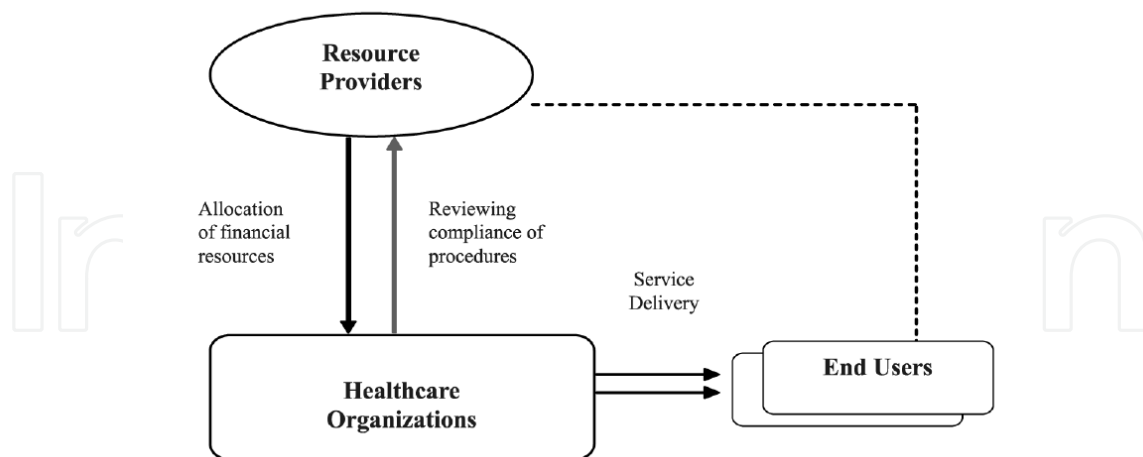 Resource
Providers
Allocation
of financial
resources
Reviewing
compliance of
procedures
Service
Delivery
Healthcare
Organizations
End Users